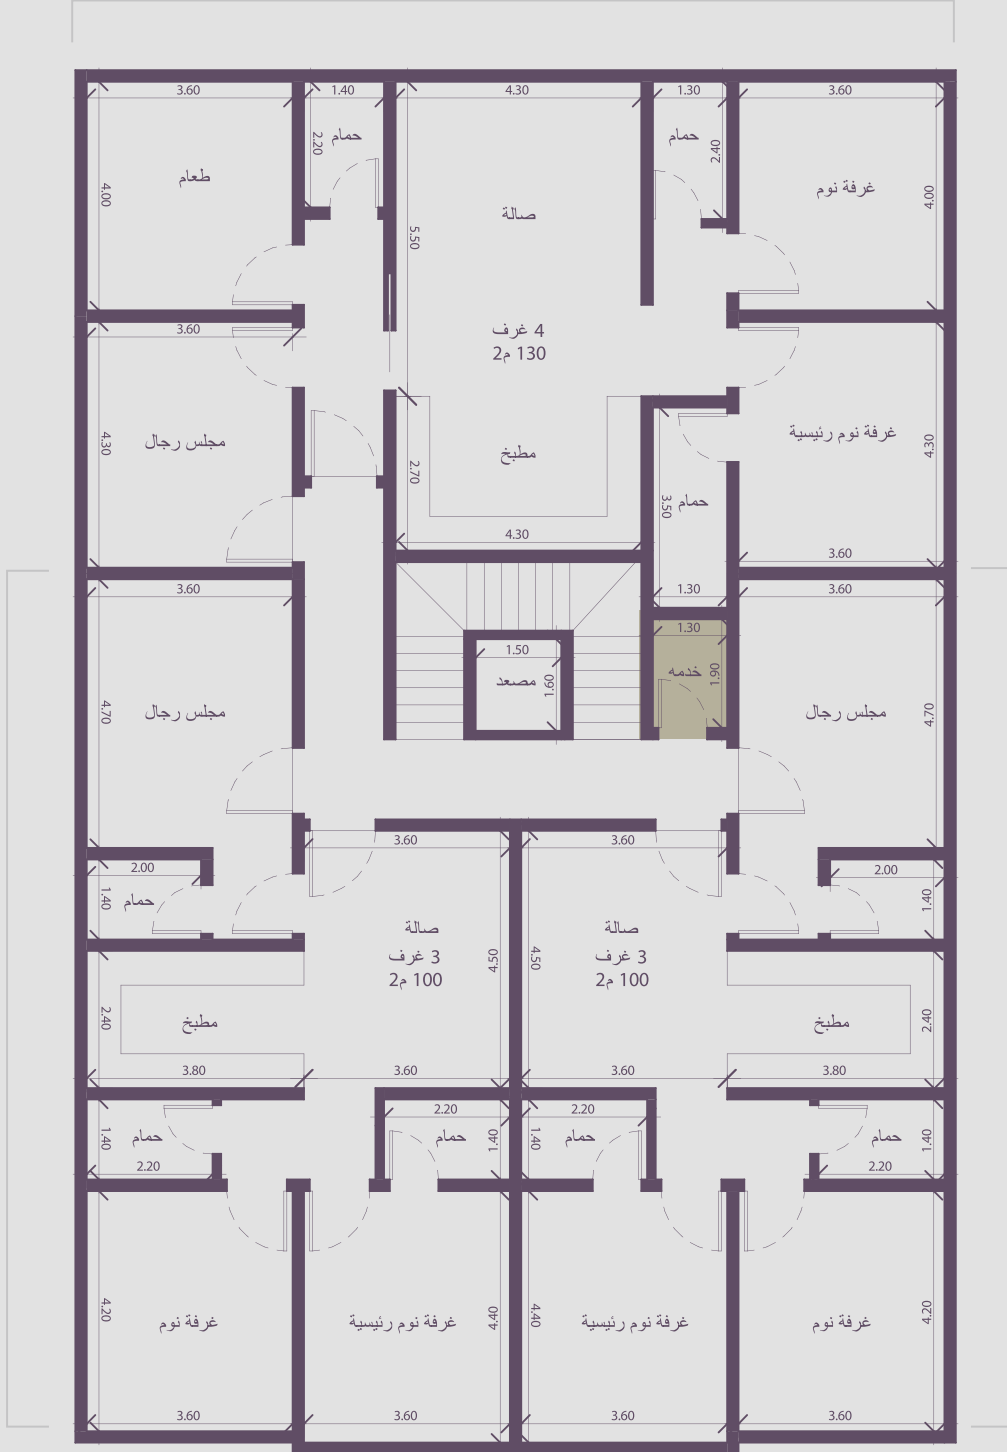 3.60
1.40
4.30
1.30
3.60
2.20
حمام
حمام
2.40
طعام
غرفة نوم
4.00
4.00
صالة
5.50
3.60
4 غرف
130 م2
4.30
مجلس رجال
غرفة نوم رئيسية
4.30
مطبخ
2.70
3.50
حمام
4.30
3.60
3.60
1.30
3.60
1.30
1.50
خدمه
1.90
مصعد
1.60
4.70
مجلس رجال
مجلس رجال
4.70
3.60
3.60
2.00
2.00
1.40
حمام
1.40
صالة
صالة
3 غرف
3 غرف
100 م2
100 م2
4.50
4.50
2.40
مطبخ
مطبخ
2.40
3.80
3.60
3.60
3.80
2.20
2.20
1.40
حمام
حمام
1.40
1.40
حمام
حمام
1.40
2.20
2.20
4.20
غرفة نوم
غرفة نوم رئيسية
4.40
4.40
غرفة نوم رئيسية
غرفة نوم
4.20
3.60
3.60
3.60
3.60